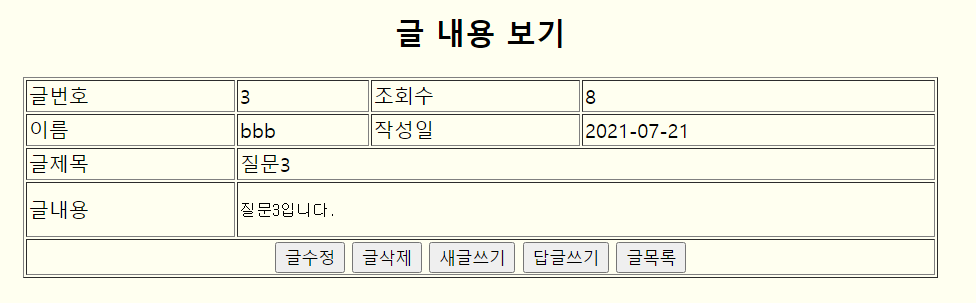 글 내용 보기
글번호 3 조회수 8
이름 bbb 작성일 2021-07-21
글제목 질문3
글내용 질문3입니다.
글수정 글삭제 새글쓰기 답글쓰기 글목록